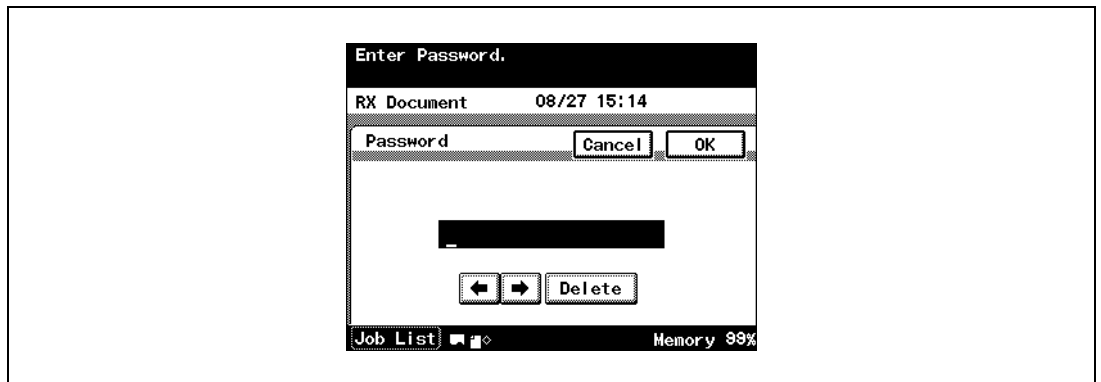 Enter Password.
RX Document 08/27 15:14
Password Cancel OK
Delete
Job List Memory 99%